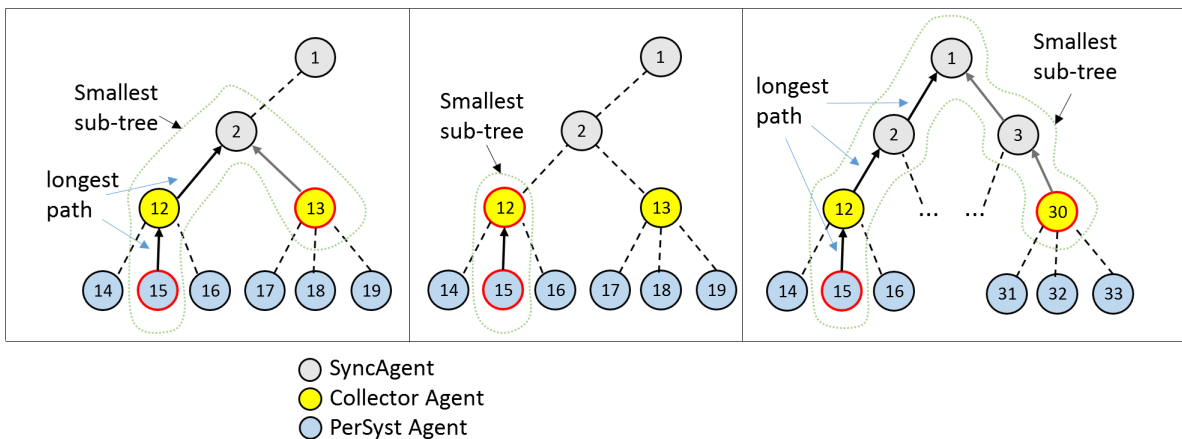 1
Smallest
sub-tree
2
longest
path
12
13
14
15
16
17
18
19
1
Smallest
sub-tree
2
12
13
14
15
16
17
18
19
1
Smallest
sub-tree
longest
path
2
3
12
... ...
30
14
15
16
31
32
33
SyncAgent
Collector Agent
PerSyst Agent